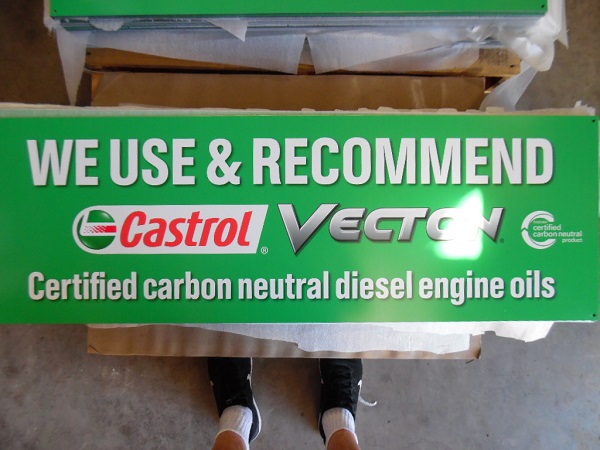 WE USE & RECOMMEND
Castrol® VECTON®
certified
carbon neutral
product
Certified carbon neutral diesel engine oils